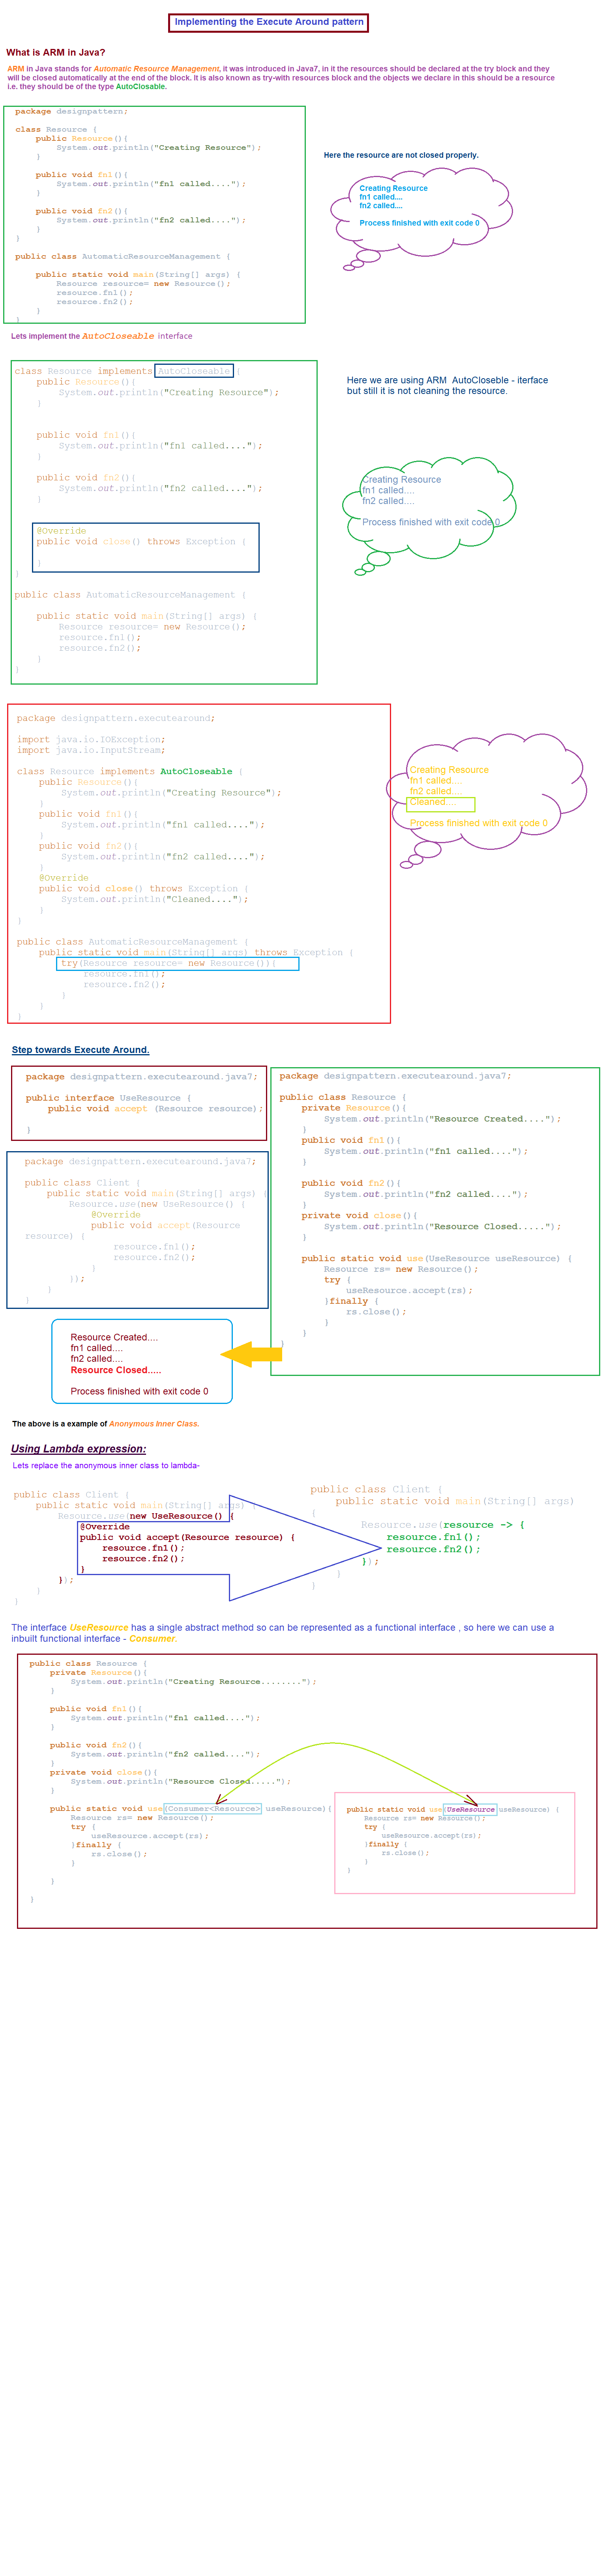 Implementing the Execute Around pattern
What is ARM in Java?
ARM in Java stands for Automatic Resource Management, it was introduced in Java7, in it the resources should be declared at the try block and they
will be closed automatically at the end of the block. It is also known as try-with resources block and the objects we declare in this should be a resource
i.e. they should be of the type AutoClosable.
package designpattern;
class Resource {
public Resource(){
System.out.println("Creating Resource");
}
public void fn1(){
System.out.println("fn1 called....");
}
public void fn2(){
System.out.println("fn2 called....");
}
}
public class AutomaticResourceManagement {
public static void main(String[] args) {
Resource resource= new Resource();
resource.fn1();
resource.fn2();
}
}
Here the resource are not closed properly.
Creating Resource
fn1 called....
fn2 called....
Process finished with exit code 0
Lets implement the AutoCloseable interface
class Resource implements AutoCloseable {
public Resource(){
System.out.println("Creating Resource");
}
public void fn1(){
System.out.println("fn1 called....");
}
public void fn2(){
System.out.println("fn2 called....");
}
@Override
public void close() throws Exception {
}
}
public class AutomaticResourceManagement {
public static void main(String[] args) {
Resource resource= new Resource();
resource.fn1();
resource.fn2();
}
}
Here we are using ARM AutoCloseble - iterface
but still it is not cleaning the resource.
Creating Resource
fn1 called....
fn2 called....
Process finished with exit code 0
package designpattern.executearound;
import java.io.IOException;
import java.io.InputStream;
class Resource implements AutoCloseable {
public Resource(){
System.out.println("Creating Resource");
}
public void fn1(){
System.out.println("fn1 called....");
}
public void fn2(){
System.out.println("fn2 called....");
}
@Override
public void close() throws Exception {
System.out.println("Cleaned....");
}
}
public class AutomaticResourceManagement {
public static void main(String[] args) throws Exception {
try(Resource resource= new Resource()){
resource.fn1();
resource.fn2();
}
}
}
Creating Resource
fn1 called....
fn2 called....
Cleaned....
Process finished with exit code 0
Step towards Execute Around.
package designpattern.executearound.java7;
public interface UseResource {
public void accept (Resource resource);
}
package designpattern.executearound.java7;
public class Client {
public static void main(String[] args) {
Resource.use(new UseResource() {
@Override
public void accept(Resource
resource) {
resource.fn1();
resource.fn2();
}
});
}
}
package designpattern.executearound.java7;
public class Resource {
private Resource(){
System.out.println("Resource Created....");
}
public void fn1(){
System.out.println("fn1 called....");
}
public void fn2(){
System.out.println("fn2 called....");
}
private void close(){
System.out.println("Resource Closed.....");
}
public static void use(UseResource useResource) {
Resource rs= new Resource();
try {
useResource.accept(rs);
}finally {
rs.close();
}
}
}
Resource Created....
fn1 called....
fn2 called....
Resource Closed.....
Process finished with exit code 0
The above is a example of Anonymous Inner Class.
Using Lambda expression:
Lets replace the anonymous inner class to lambda-
public class Client {
public static void main(String[] args) {
Resource.use(new UseResource() {
@Override
public void accept(Resource resource) {
resource.fn1();
resource.fn2();
}
});
}
}
public class Client {
public static void main(String[] args)
{
Resource.use(resource -> {
resource.fn1();
resource.fn2();
});
}
}
The interface UseResource has a single abstract method so can be represented as a functional interface , so here we can use a
inbuilt functional interface - Consumer.
public class Resource {
private Resource(){
System.out.println("Creating Resource........");
}
public void fn1(){
System.out.println("fn1 called....");
}
public void fn2(){
System.out.println("fn2 called....");
}
private void close(){
System.out.println("Resource Closed.....");
}
public static void use(Consumer<Resource> useResource){
Resource rs= new Resource();
try {
useResource.accept(rs);
}finally {
rs.close();
}
}
}
public static void use(UseResource useResource) {
Resource rs= new Resource();
try {
useResource.accept(rs);
}finally {
rs.close();
}
}